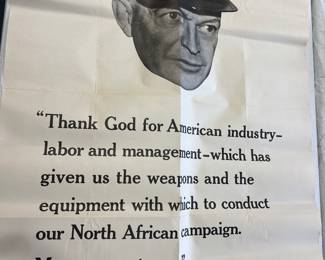 “Thank God for American industry–
labor and management–which has
given us the weapons and the
equipment with which to conduct
our North African campaign.